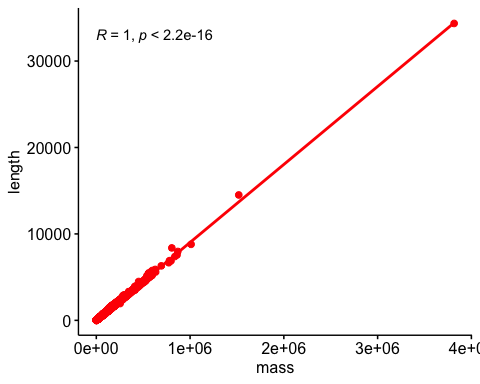 R = 1, p < 2.2e-16
30000
20000
10000
0
length
0e+00 1e+06 2e+06 3e+06 4e+0
mass